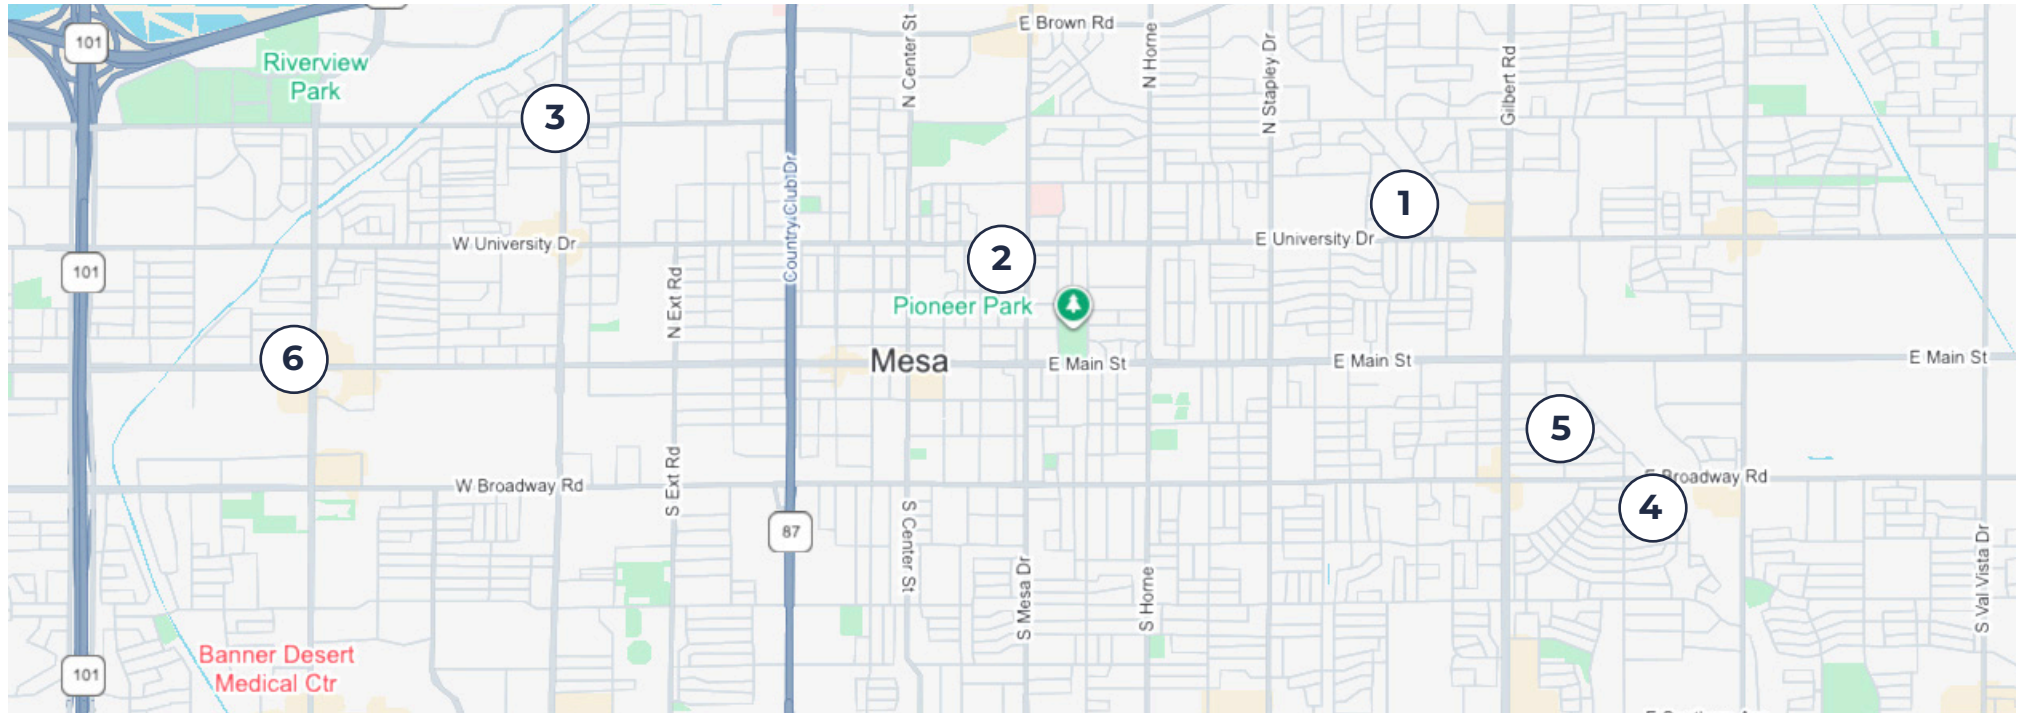 101
E Brown Rd
N Center St
N Horne
N Stapley Dr
Gilbert Rd
Riverview
Park
3
Country Club Dr
1
W University Dr
E University Dr
2
101
N Ext Rd
Pioneer Park
6
Mesa
E Main St
E Main St
E Main St
5
S Ext Rd
W Broadway Rd
E Broadway Rd
4
87
S Center St
S Mesa Dr
S Horne
S Val Vista Dr
Banner Desert
Medical Ctr
101